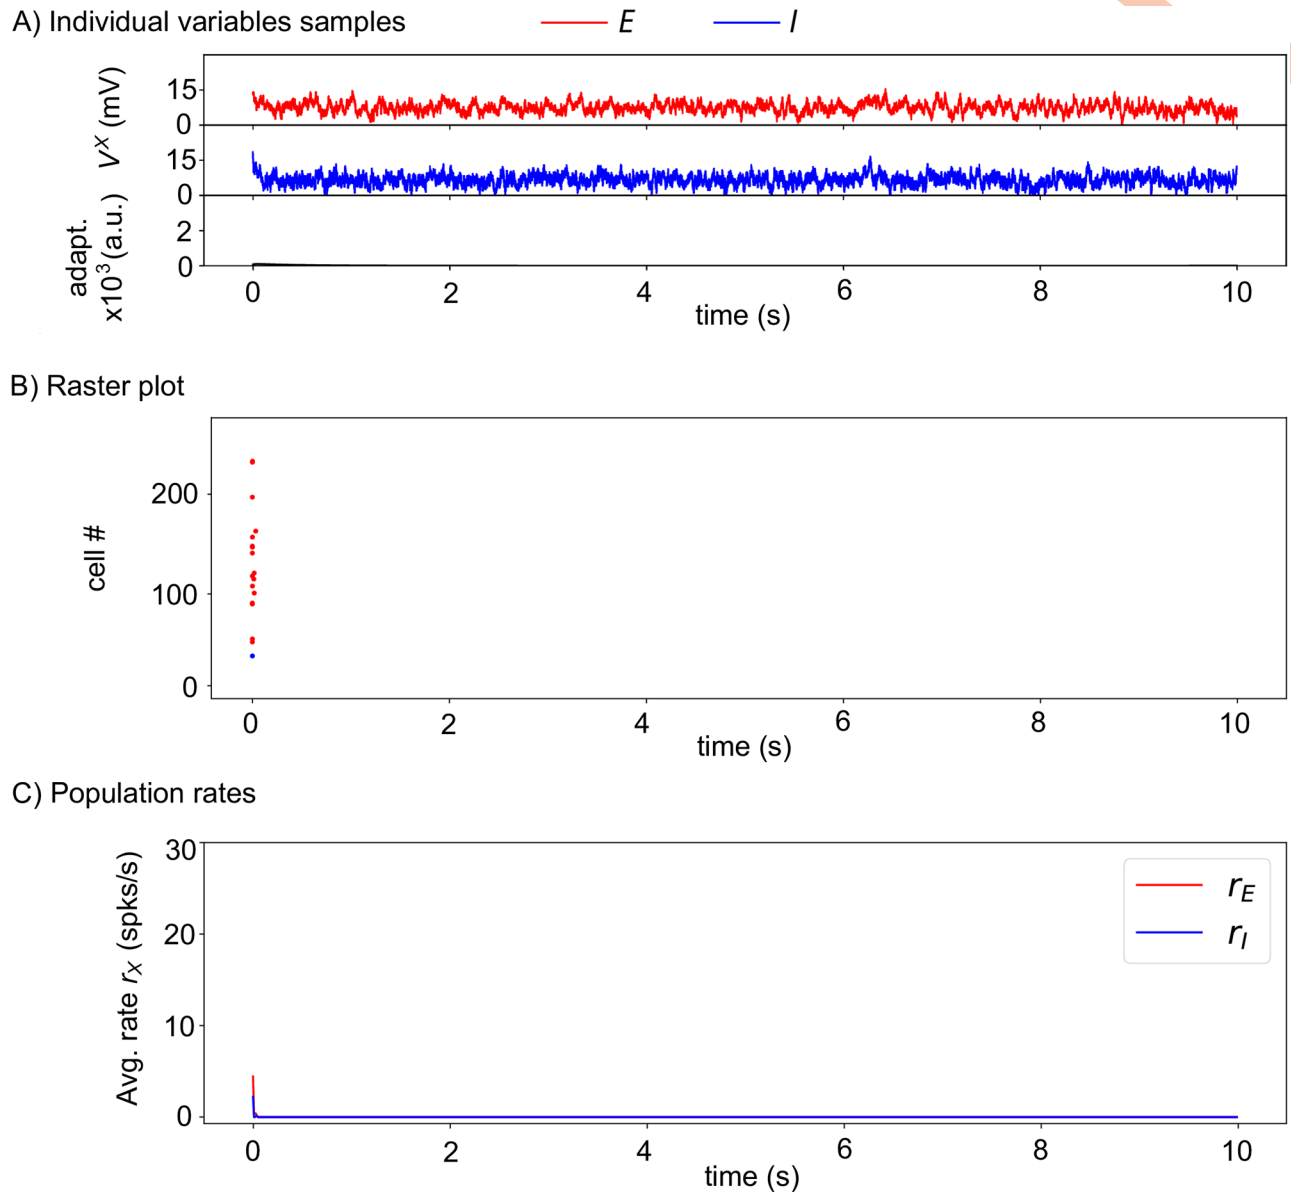 A) Individual variables samples E I
V^X (mV)
15
0
15
0
adapt.
x10^3 (a.u.)
2
0
0 2 4 6 8 10
time (s)
B) Raster plot
cell #
200
100
0
0 2 4 6 8 10
time (s)
C) Population rates
Avg. rate r_X (spks/s)
30
20
10
0
r_E
r_I
0 2 4 6 8 10
time (s)